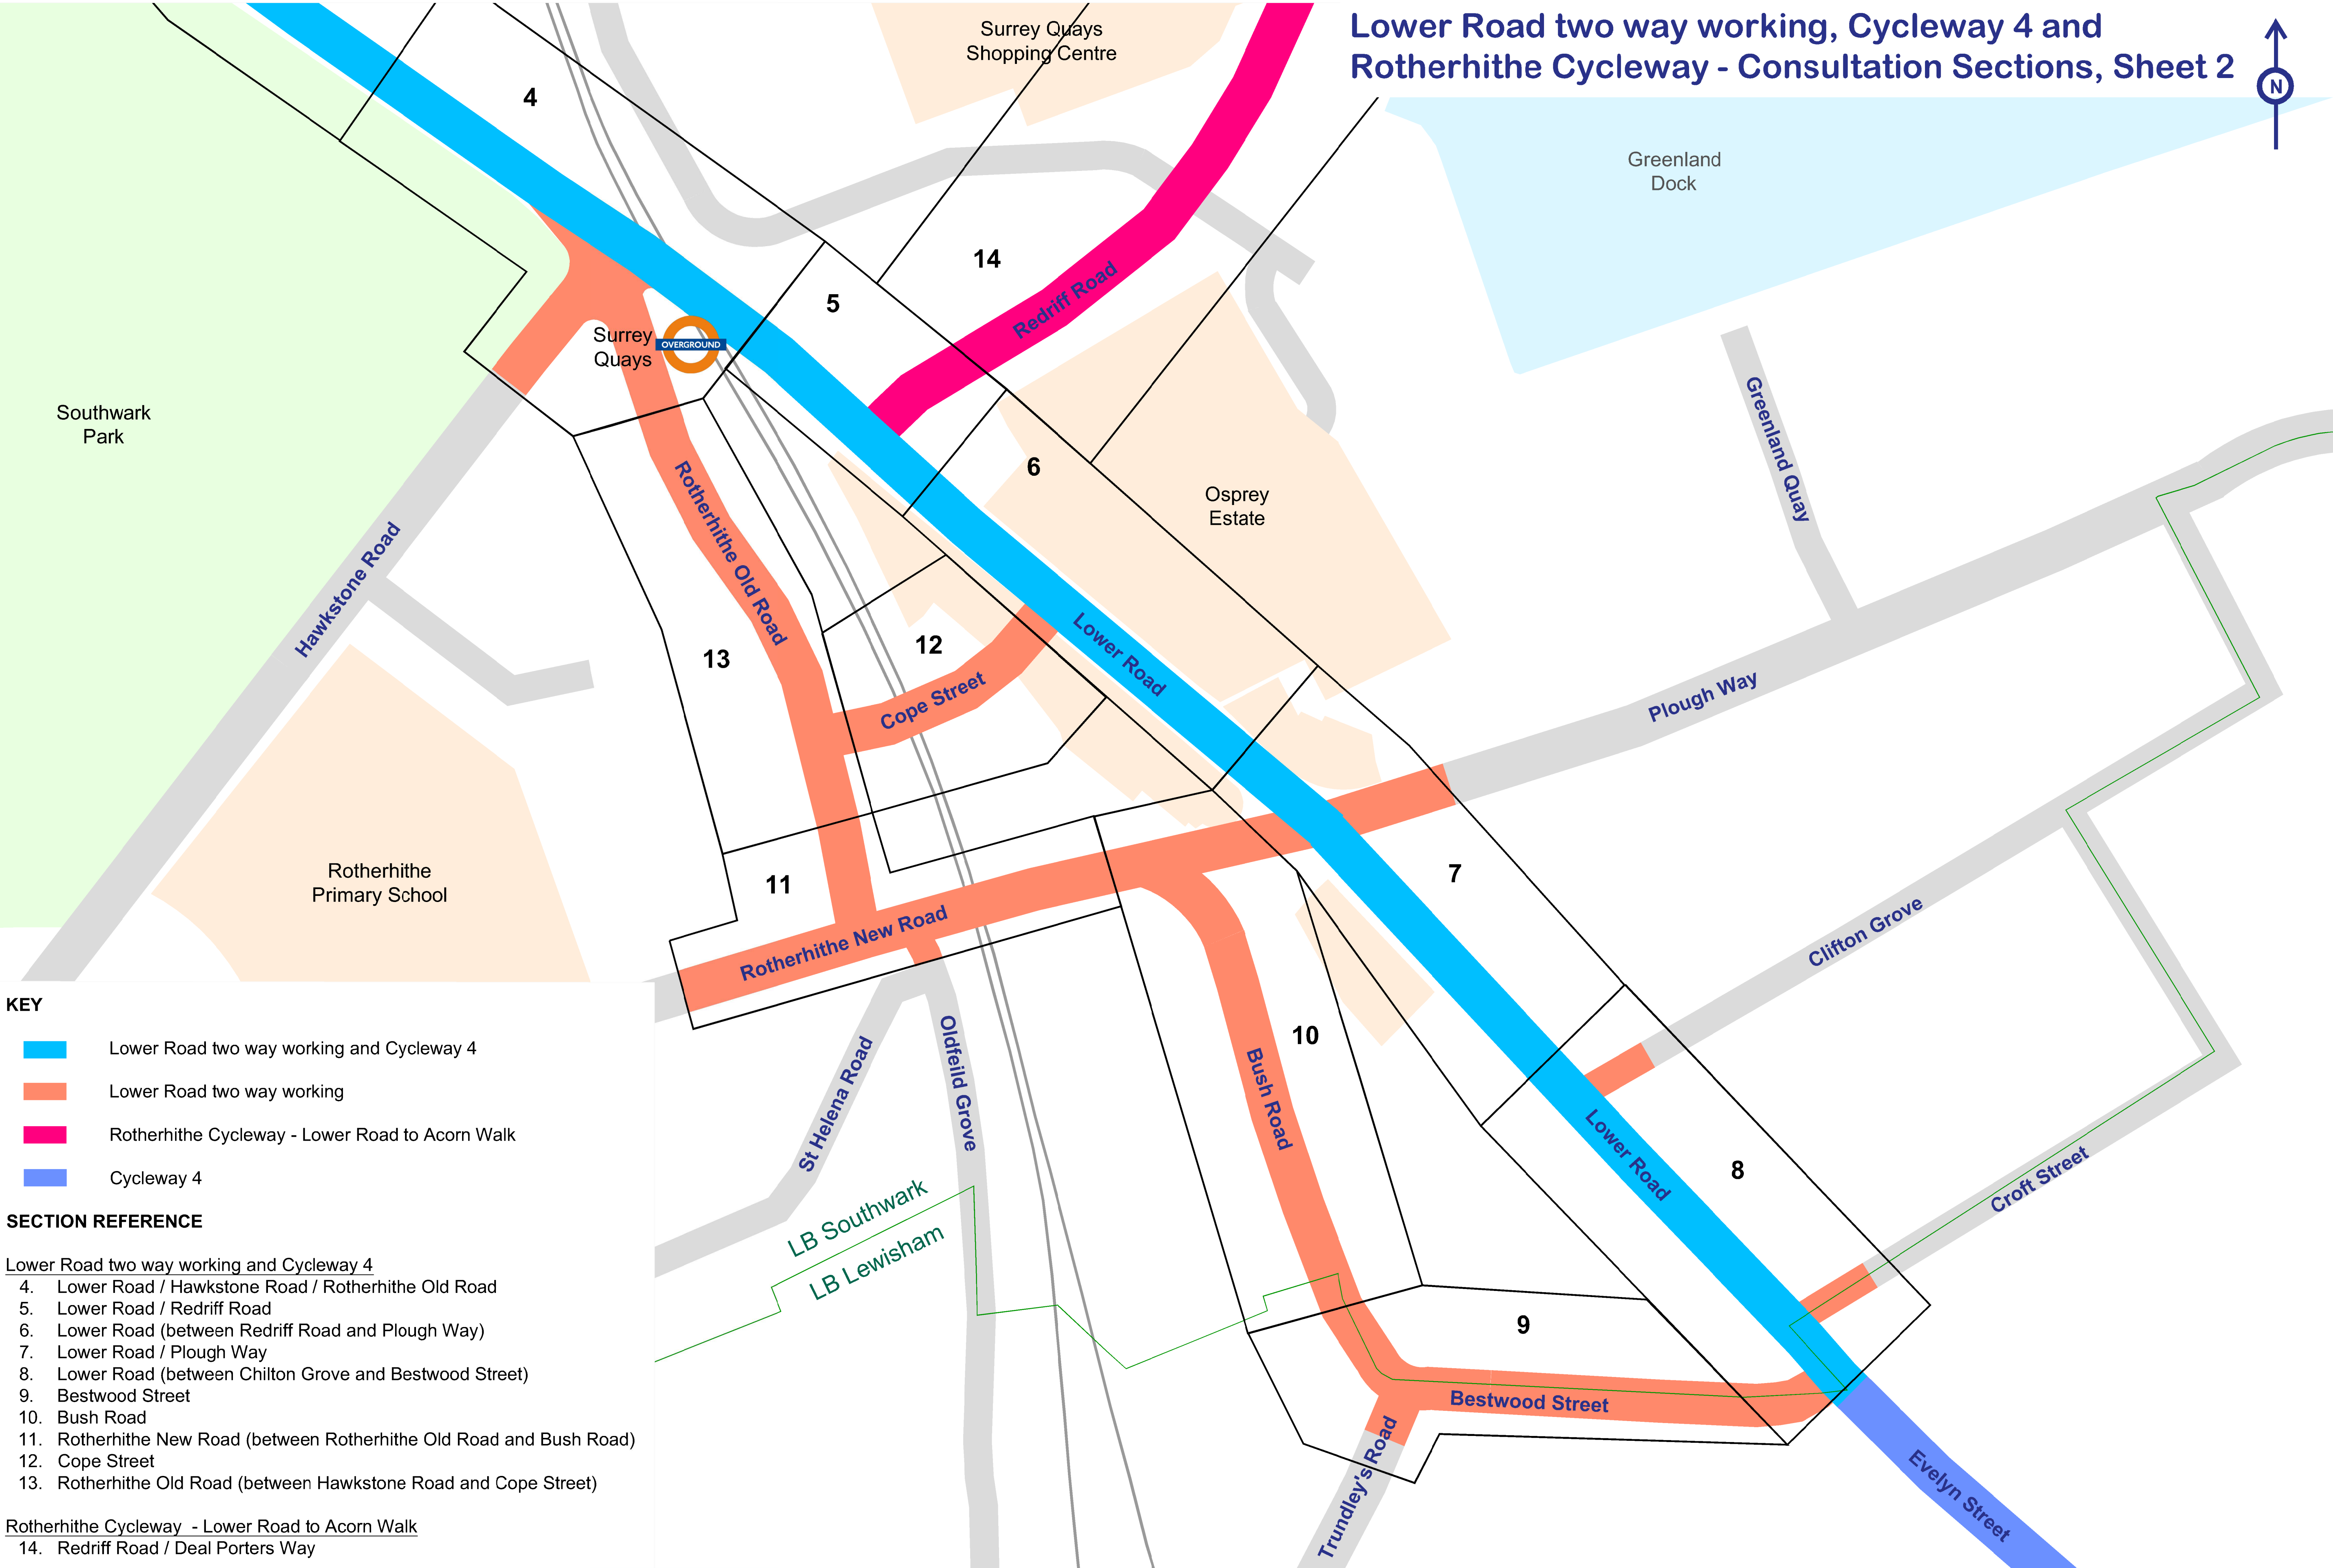 Lower Road two way working, Cycleway 4 and
Rotherhithe Cycleway - Consultation Sections, Sheet 2
N
Surrey Quays
Shopping Centre
4
Greenland
Dock
14
5
Redriff Road
Surrey
Quays
OVERGROUND
Southwark
Park
6
Osprey
Estate
Greenland Quay
Hawkstone Road
Rotherhithe Old Road
13
12
Lower Road
Cope Street
Plough Way
Rotherhithe
Primary School
11
7
Rotherhithe New Road
Clifton Grove
10
Bush Road
St Helena Road
Oldfeild Grove
Lower Road
8
Croft Street
LB Southwark
LB Lewisham
9
Bestwood Street
Trundley's Road
Evelyn Street
KEY
Lower Road two way working and Cycleway 4
Lower Road two way working
Rotherhithe Cycleway - Lower Road to Acorn Walk
Cycleway 4
SECTION REFERENCE
Lower Road two way working and Cycleway 4
4. Lower Road / Hawkstone Road / Rotherhithe Old Road
5. Lower Road / Redriff Road
6. Lower Road (between Redriff Road and Plough Way)
7. Lower Road / Plough Way
8. Lower Road (between Chilton Grove and Bestwood Street)
9. Bestwood Street
10. Bush Road
11. Rotherhithe New Road (between Rotherhithe Old Road and Bush Road)
12. Cope Street
13. Rotherhithe Old Road (between Hawkstone Road and Cope Street)
Rotherhithe Cycleway - Lower Road to Acorn Walk
14. Redriff Road / Deal Porters Way